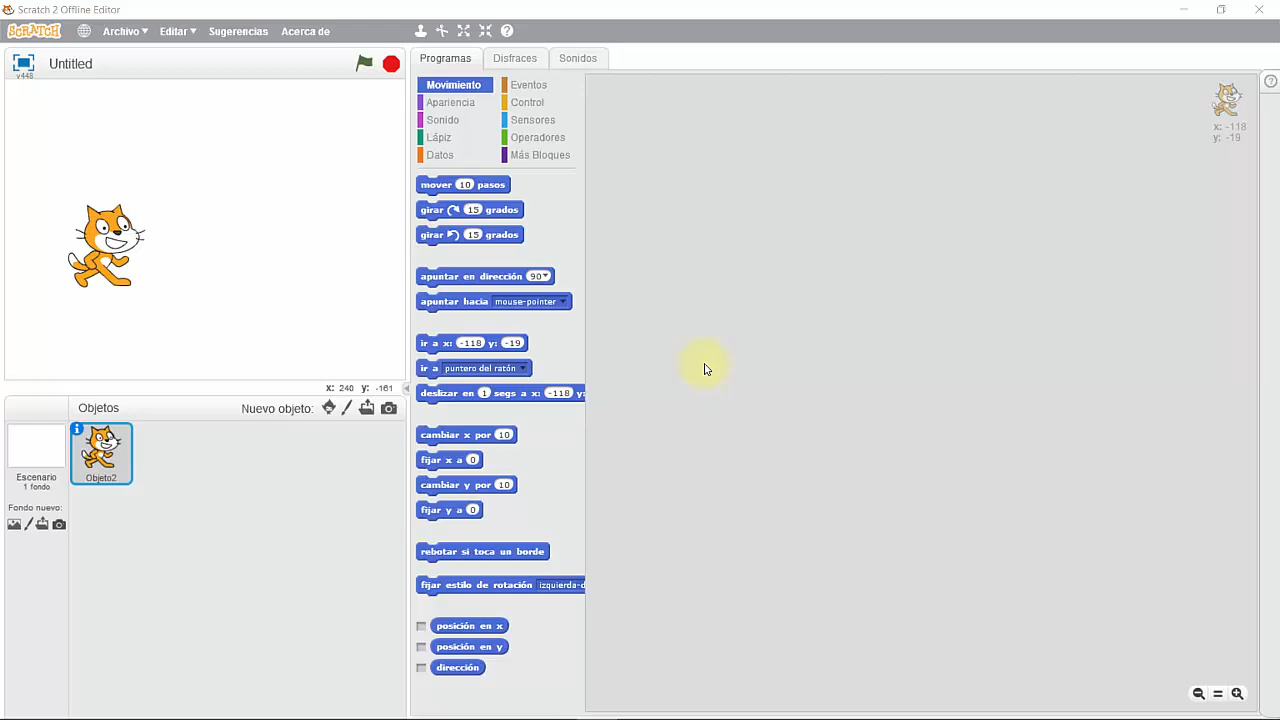 Scratch 2 Offline Editor
SCRATCH Archivo Editar Sugerencias Acerca de
v448
Untitled
Programas Disfraces Sonidos
Movimiento Eventos
Apariencia Control
Sonido Sensores
Lápiz Operadores
Datos Más Bloques
mover 10 pasos
girar 15 grados
girar 15 grados
apuntar en dirección 90
apuntar hacia mouse-pointer
ir a x: -118 y: -19
ir a puntero del ratón
deslizar en 1 segs a x: -118 y:
cambiar x por 10
fijar x a 0
cambiar y por 10
fijar y a 0
rebotar si toca un borde
fijar estilo de rotación izquierda-d
posición en x
posición en y
dirección
x: -118
y: -19
x: 240 y: -161
Objetos Nuevo objeto:
Objeto2
Escenario
1 fondo
Fondo nuevo: